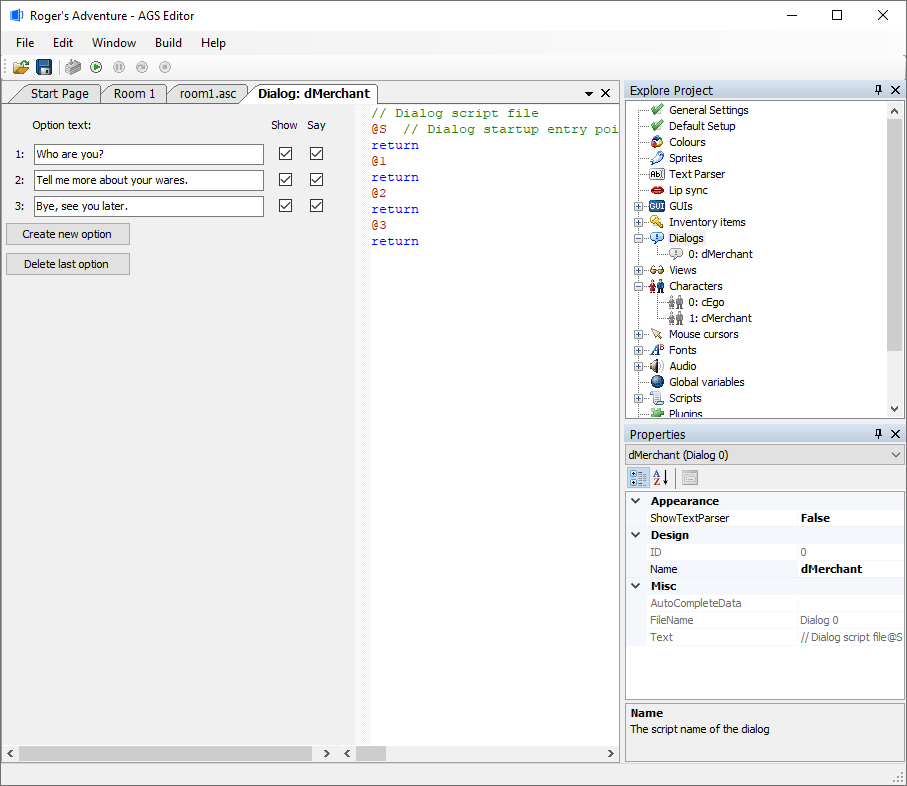 Roger's Adventure - AGS Editor
File Edit Window Build Help
Start Page Room 1 room1.asc Dialog: dMerchant
Option text: Show Say
1: Who are you?
2: Tell me more about your wares.
3: Bye, see you later.
Create new option
Delete last option
// Dialog script file
@S // Dialog startup entry poi
return
@1
return
@2
return
@3
return
Explore Project
General Settings
Default Setup
Colours
Sprites
Ab Text Parser
Lip sync
GUI GUIs
Inventory items
Dialogs
0: dMerchant
Views
Characters
0: cEgo
1: cMerchant
Mouse cursors
Fonts
Audio
Global variables
Scripts
Plugins
Properties
dMerchant (Dialog 0)
A
Z
Appearance
ShowTextParser False
Design
ID 0
Name dMerchant
Misc
AutoCompleteData
FileName Dialog 0
Text // Dialog script file@S
Name
The script name of the dialog